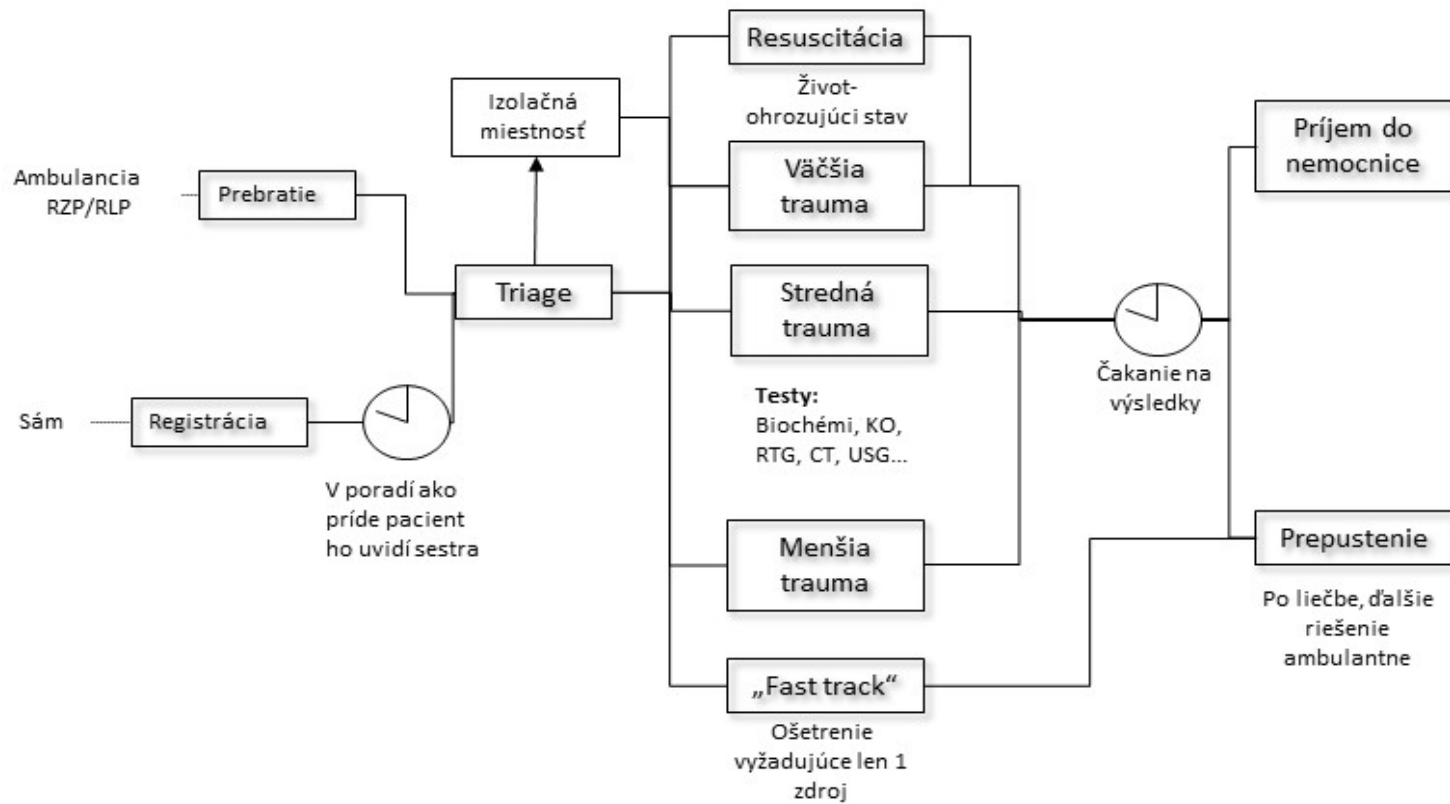 Ambulancia
RZP/RLP
Prebratie
Sám
Registrácia
V poradí ako
príde pacient
ho uvidí sestra
Izolačná
miestnosť
Triage
Resuscitácia
Život-
ohrozujúci stav
Väčšia
trauma
Stredná
trauma
Testy:
Biochémi, KO,
RTG, CT, USG...
Menšia
trauma
„Fast track“
Ošetrenie
vyžadujúce len 1
zdroj
Čakanie na
výsledky
Príjem do
nemocnice
Prepustenie
Po liečbe, ďalšie
riešenie
ambulantne